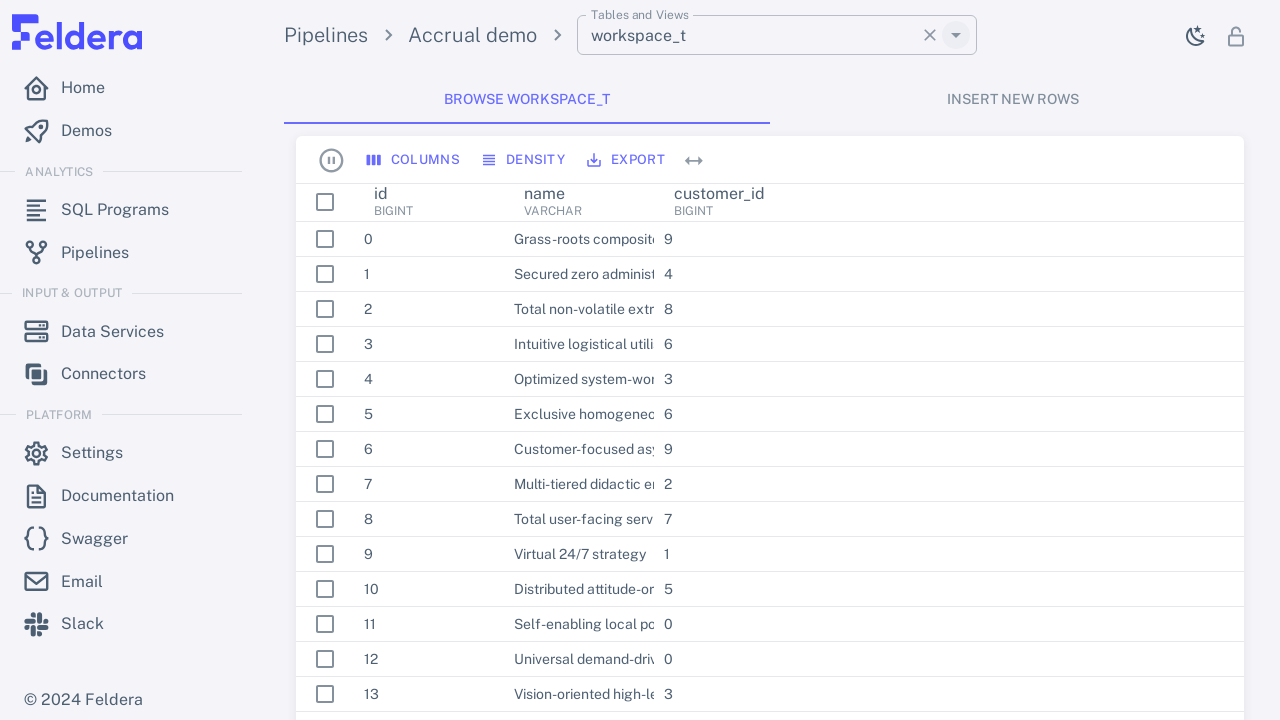 Feldera
Home
Demos
ANALYTICS
SQL Programs
Pipelines
INPUT & OUTPUT
Data Services
Connectors
PLATFORM
Settings
Documentation
Swagger
Email
Slack
© 2024 Feldera
Pipelines > Accrual demo >
Tables and Views
workspace_t
BROWSE WORKSPACE_T
INSERT NEW ROWS
COLUMNS DENSITY EXPORT
id name customer_id
BIGINT VARCHAR BIGINT
0 Grass-roots composit 9
1 Secured zero administ 4
2 Total non-volatile extr 8
3 Intuitive logistical utili 6
4 Optimized system-wor 3
5 Exclusive homogeneo 6
6 Customer-focused asy 9
7 Multi-tiered didactic e 2
8 Total user-facing serv 7
9 Virtual 24/7 strategy 1
10 Distributed attitude-or 5
11 Self-enabling local po 0
12 Universal demand-driv 0
13 Vision-oriented high-le 3